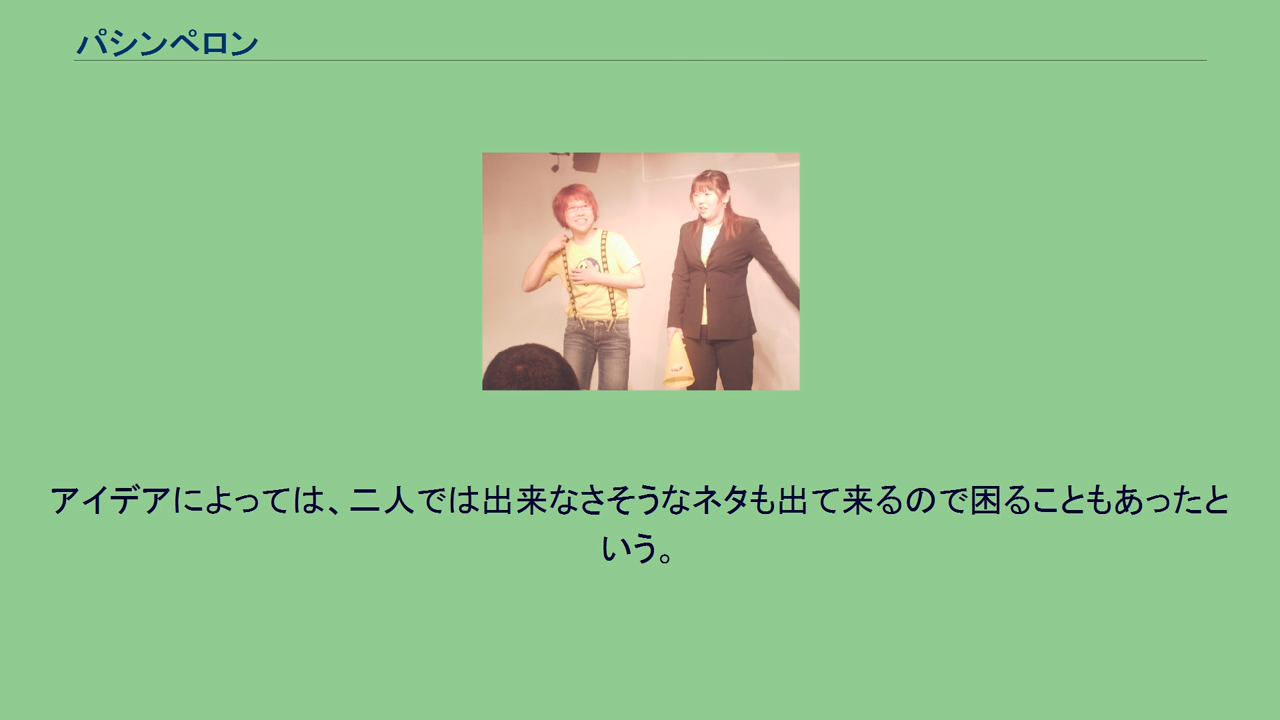 パシンペロン
アイデアによっては、二人では出来なさそうなネタも出て来るので困ることもあったと
いう。